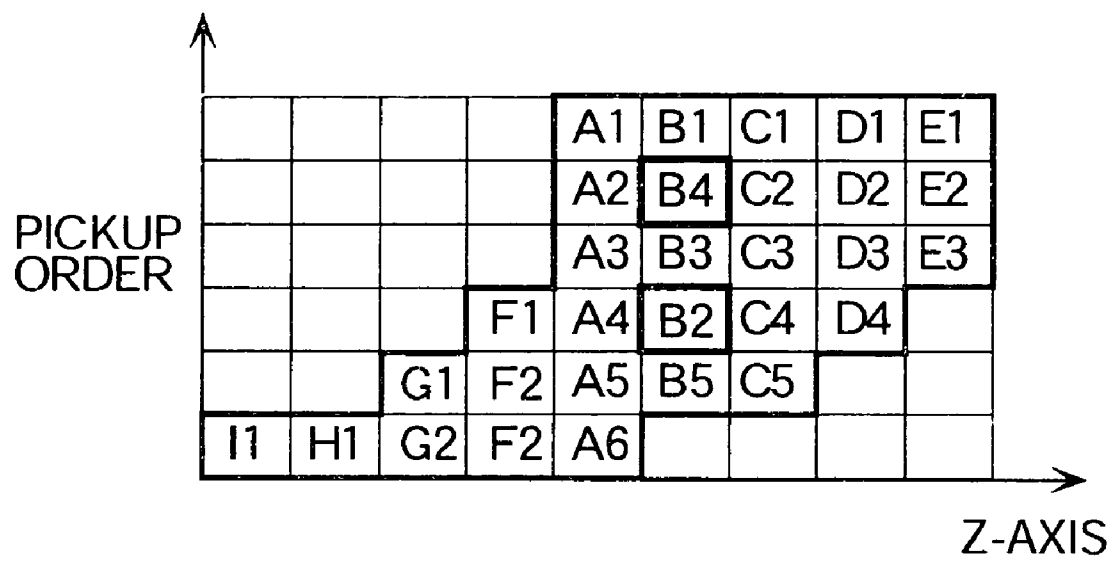 A1 B1 C1 D1 E1
A2 B4 C2 D2 E2
PICKUP
ORDER
A3 B3 C3 D3 E3
F1 A4 B2 C4 D4
G1 F2 A5 B5 C5
I1 H1 G2 F2 A6
Z-AXIS